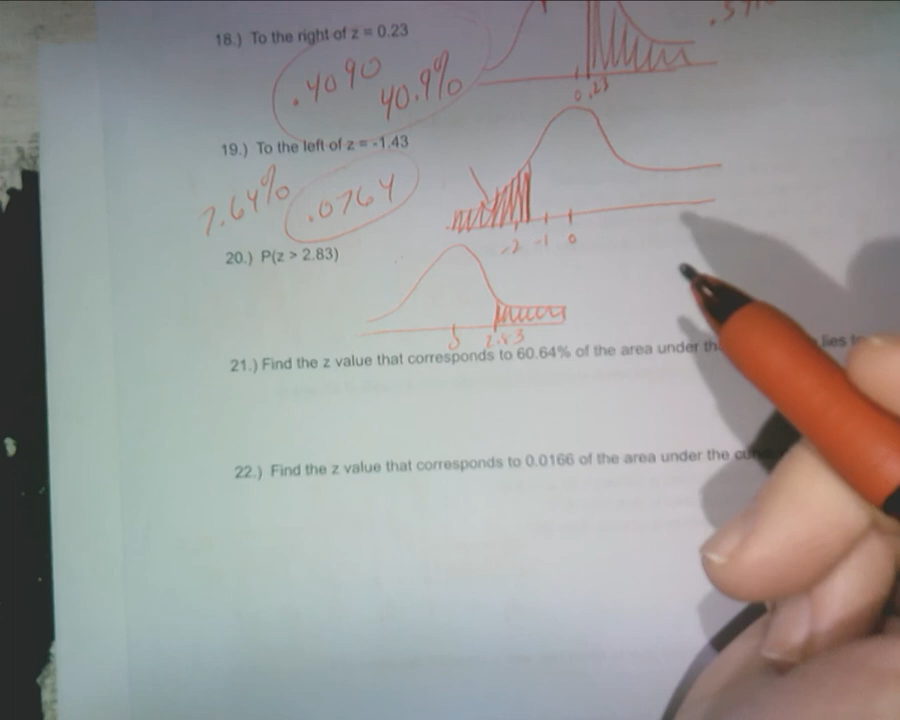 18.) To the right of z = 0.23
.4090
40.9%
0 .23
19.) To the left of z = -1.43
7.64%
.0764
-2 -1 0
20.) P(z > 2.83)
0 2.83
21.) Find the z value that corresponds to 60.64% of the area under lies
22.) Find the z value that corresponds to 0.0166 of the area under the